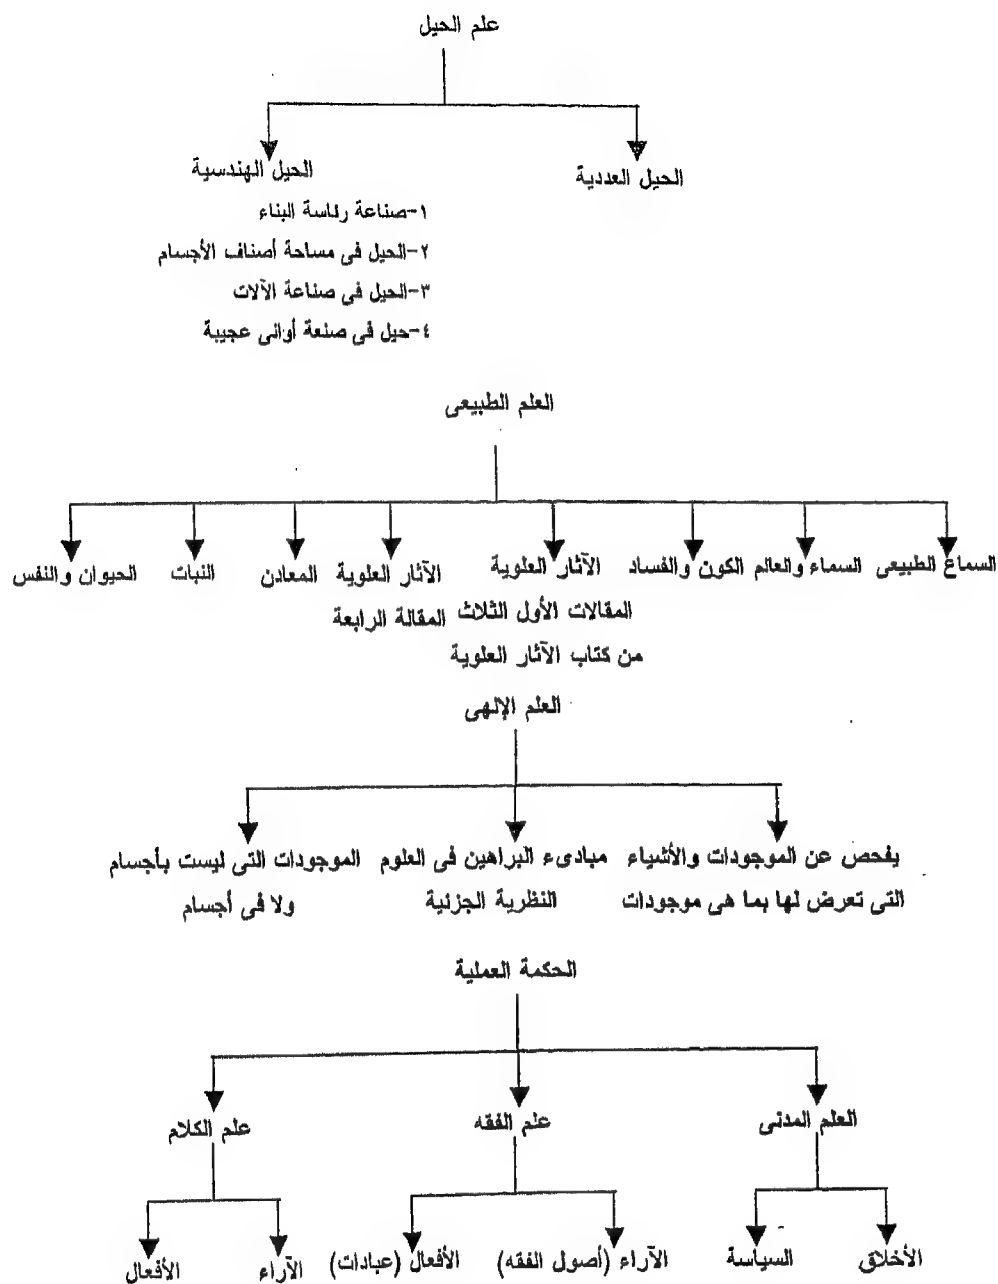 علم الحيل
الحيل العددية
الحيل الهندسية
١-صناعة رئاسة البناء
٢-الحيل فى مساحة أصناف الأجسام
٣-الحيل فى صناعة الآلات
٤-حيل فى صنعة أوانى عجيبة
العلم الطبيعى
السماع الطبيعى السماء والعالم الكون والفساد الآثار العلوية الآثار العلوية المعادن النبات الحيوان والنفس
المقالات الأول الثلاث المقالة الرابعة
من كتاب الآثار العلوية
العلم الإلهى
يفحص عن الموجودات والأشياء مبادىء البراهين فى العلوم الموجودات التى ليست بأجسام
التى تعرض لها بما هى موجودات النظرية الجزئية ولا فى أجسام
الحكمة العملية
العلم المدنى علم الفقه علم الكلام
الأخلاق السياسة الآراء (أصول الفقه) الأفعال (عبادات) الآراء الأفعال